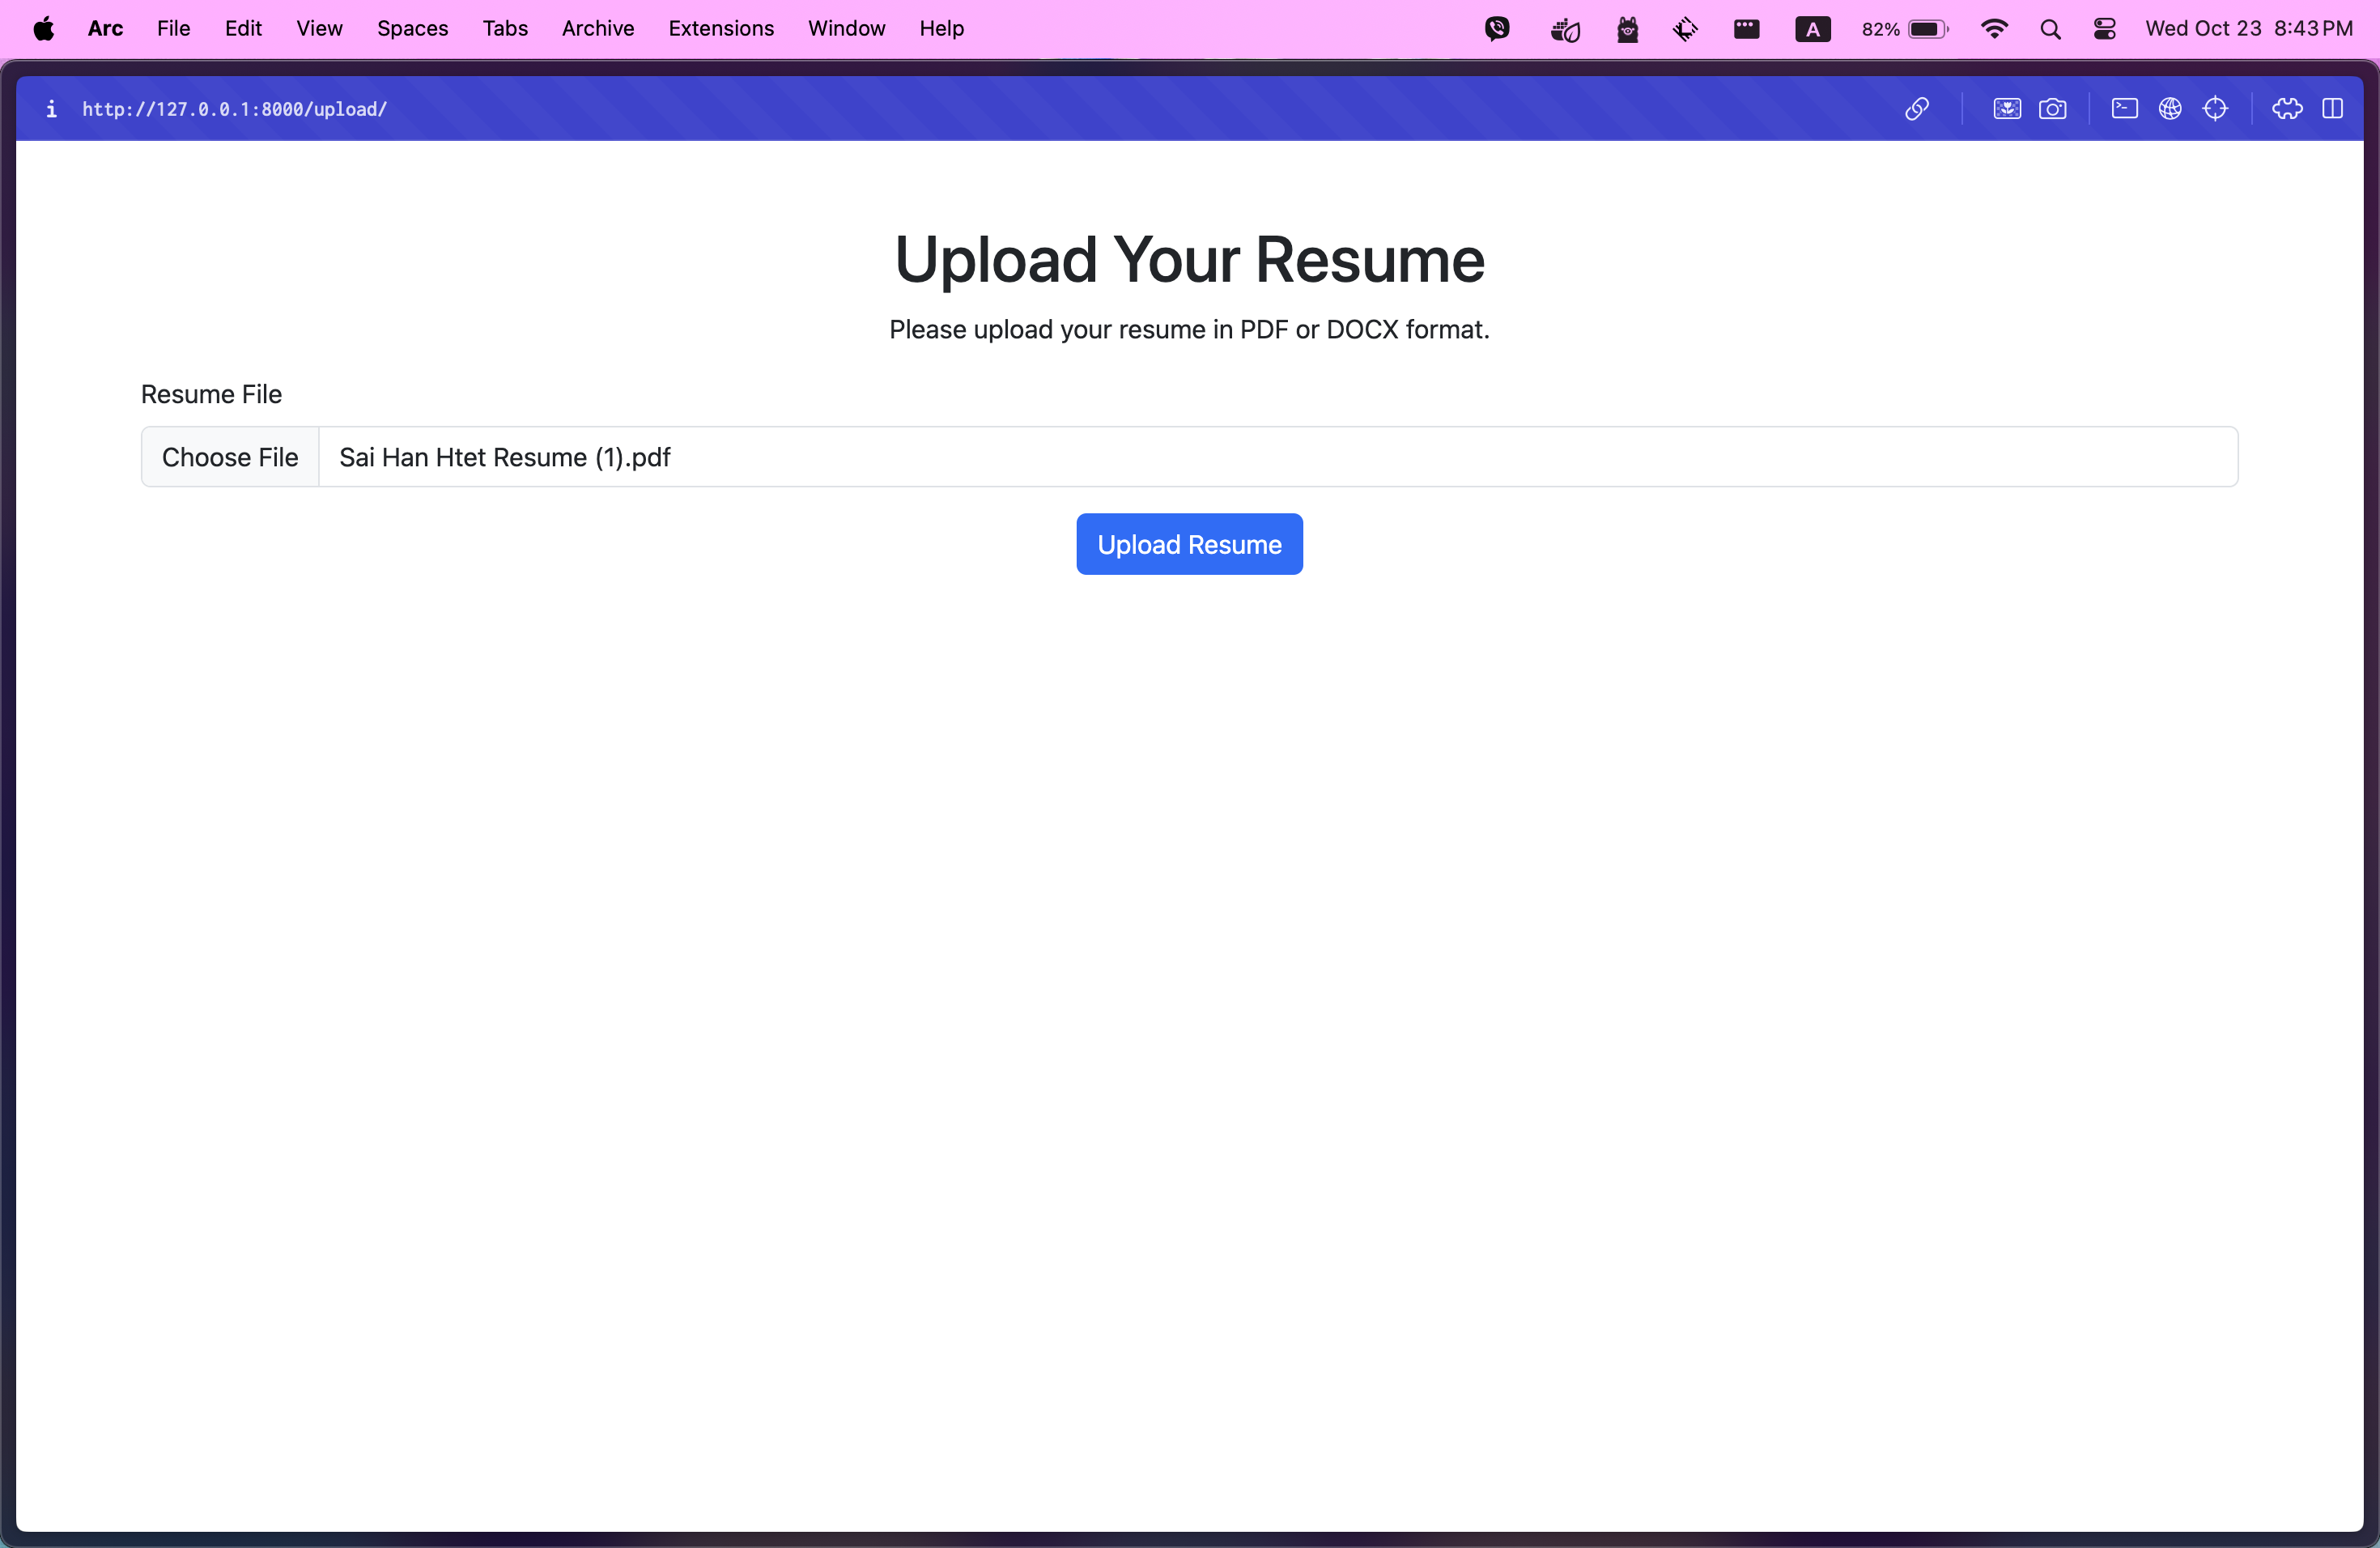 Arc File Edit View Spaces Tabs Archive Extensions Window Help A 82% Wed Oct 23 8:43 PM
i http://127.0.0.1:8000/upload/
Upload Your Resume
Please upload your resume in PDF or DOCX format.
Resume File
Choose File Sai Han Htet Resume (1).pdf
Upload Resume